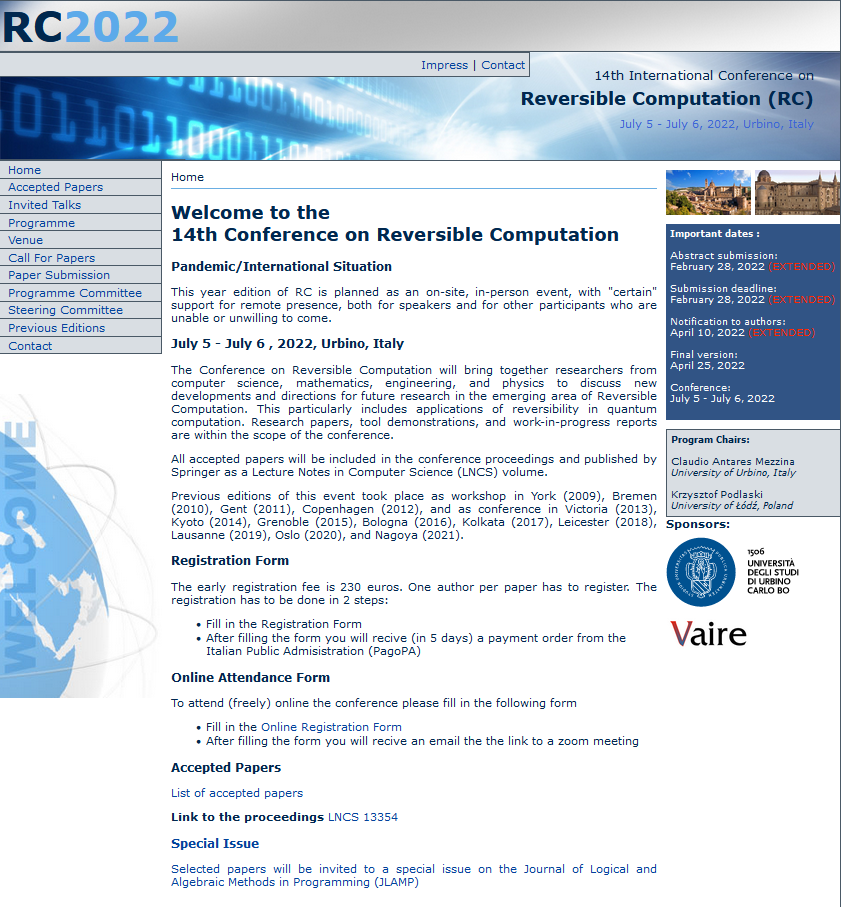 RC2022
Impress | Contact
14th International Conference on
Reversible Computation (RC)
July 5 - July 6, 2022, Urbino, Italy
Home
Accepted Papers
Invited Talks
Programme
Venue
Call For Papers
Paper Submission
Programme Committee
Steering Committee
Previous Editions
Contact
WELCOME
Home
Welcome to the
14th Conference on Reversible Computation
Pandemic/International Situation
This year edition of RC is planned as an on-site, in-person event, with "certain"
support for remote presence, both for speakers and for other participants who are
unable or unwilling to come.
July 5 - July 6 , 2022, Urbino, Italy
The Conference on Reversible Computation will bring together researchers from
computer science, mathematics, engineering, and physics to discuss new
developments and directions for future research in the emerging area of Reversible
Computation. This particularly includes applications of reversibility in quantum
computation. Research papers, tool demonstrations, and work-in-progress reports
are within the scope of the conference.
All accepted papers will be included in the conference proceedings and published by
Springer as a Lecture Notes in Computer Science (LNCS) volume.
Previous editions of this event took place as workshop in York (2009), Bremen
(2010), Gent (2011), Copenhagen (2012), and as conference in Victoria (2013),
Kyoto (2014), Grenoble (2015), Bologna (2016), Kolkata (2017), Leicester (2018),
Lausanne (2019), Oslo (2020), and Nagoya (2021).
Registration Form
The early registration fee is 230 euros. One author per paper has to register. The
registration has to be done in 2 steps:
• Fill in the Registration Form
• After filling the form you will recive (in 5 days) a payment order from the
Italian Public Admisistration (PagoPA)
Online Attendance Form
To attend (freely) online the conference please fill in the following form
• Fill in the Online Registration Form
• After filling the form you will recive an email the the link to a zoom meeting
Accepted Papers
List of accepted papers
Link to the proceedings LNCS 13354
Special Issue
Selected papers will be invited to a special issue on the Journal of Logical and
Algebraic Methods in Programming (JLAMP)
Important dates :
Abstract submission:
February 28, 2022 (EXTENDED)
Submission deadline:
February 28, 2022 (EXTENDED)
Notification to authors:
April 10, 2022 (EXTENDED)
Final version:
April 25, 2022
Conference:
July 5 - July 6, 2022
Program Chairs:
Claudio Antares Mezzina
University of Urbino, Italy
Krzysztof Podlaski
University of Łódź, Poland
Sponsors:
1506
UNIVERSITÀ
DEGLI STUDI
DI URBINO
CARLO BO
Vaire